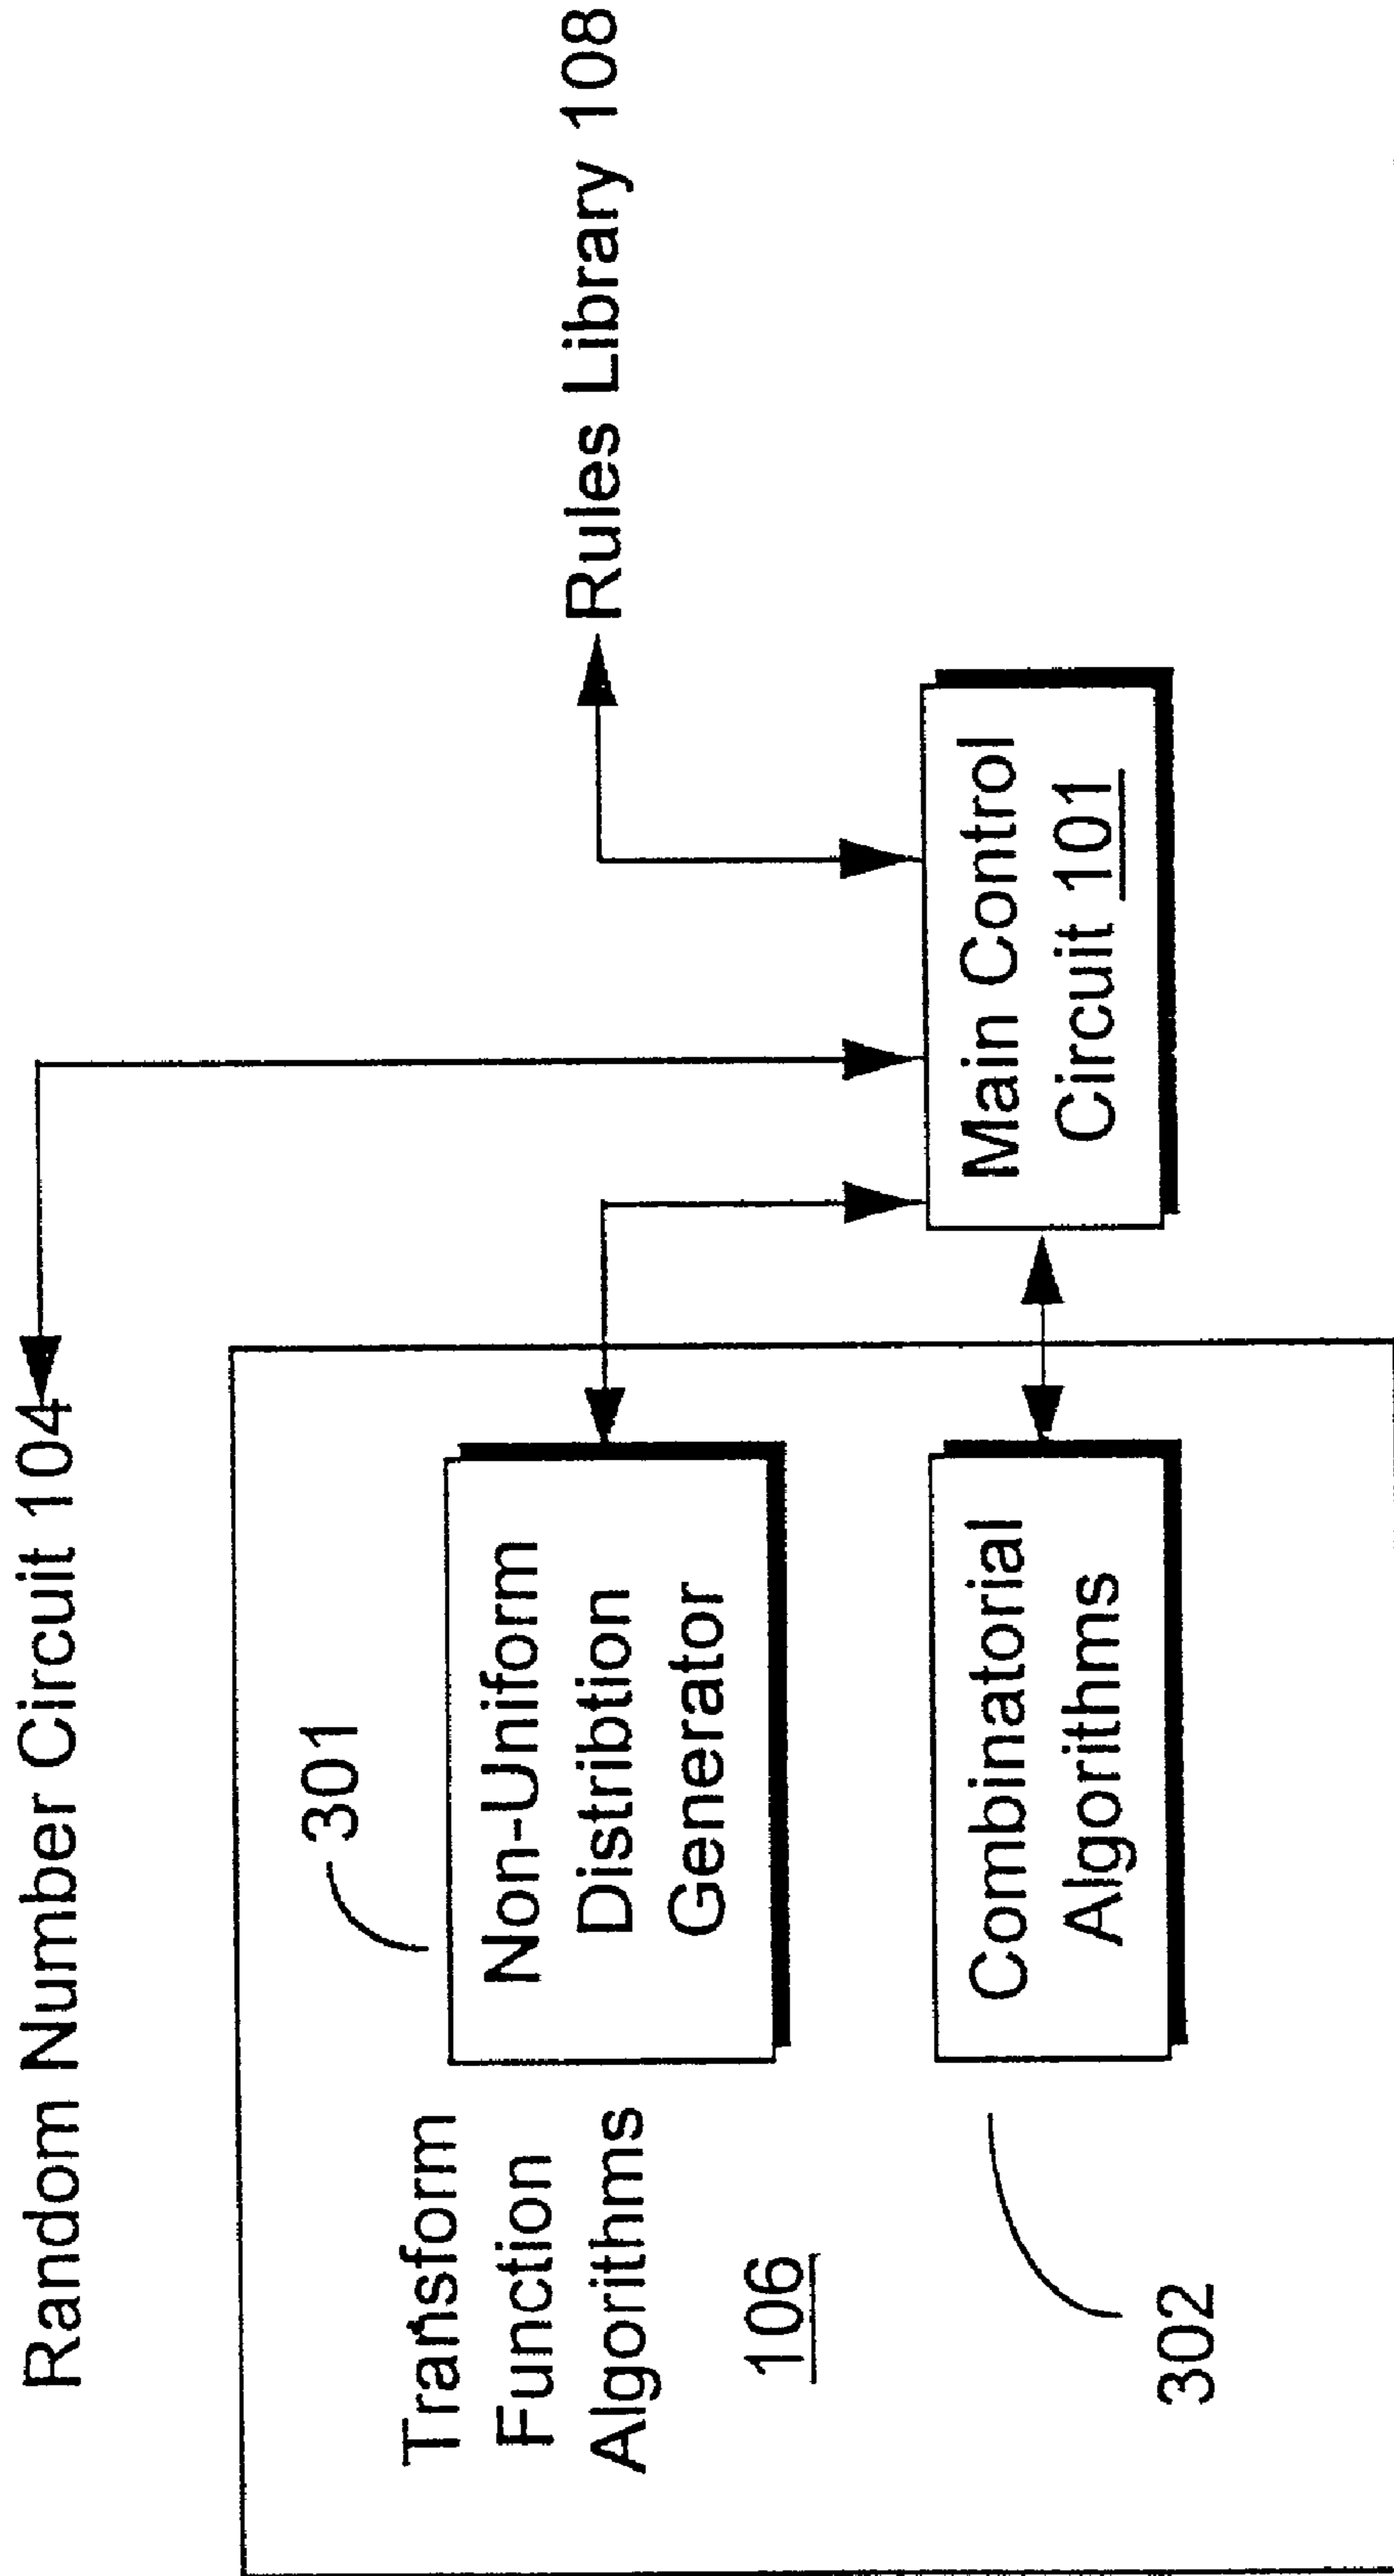 Random Number Circuit 104
Rules Library 108
301
Transform
Function
Algorithms
106
Non-Uniform
Distribtion
Generator
Main Control
Circuit 101
Combinatorial
Algorithms
302